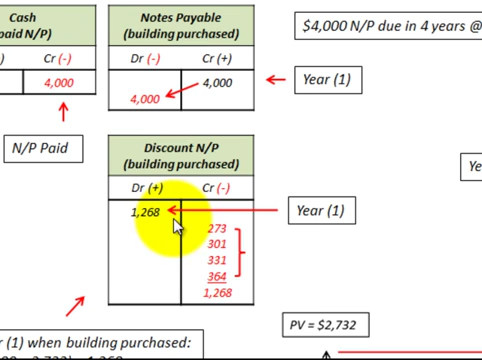 Cash
paid N/P)
) Cr (-)
4,000
N/P Paid
Notes Payable
(building purchased)
Dr (-) Cr (+)
4,000
4,000
Year (1)
$4,000 N/P due in 4 years @
Discount N/P
(building purchased)
Dr (+) Cr (-)
1,268
273
301
331
364
1,268
Year (1)
Ye
r (1) when building purchased:
PV = $2,732